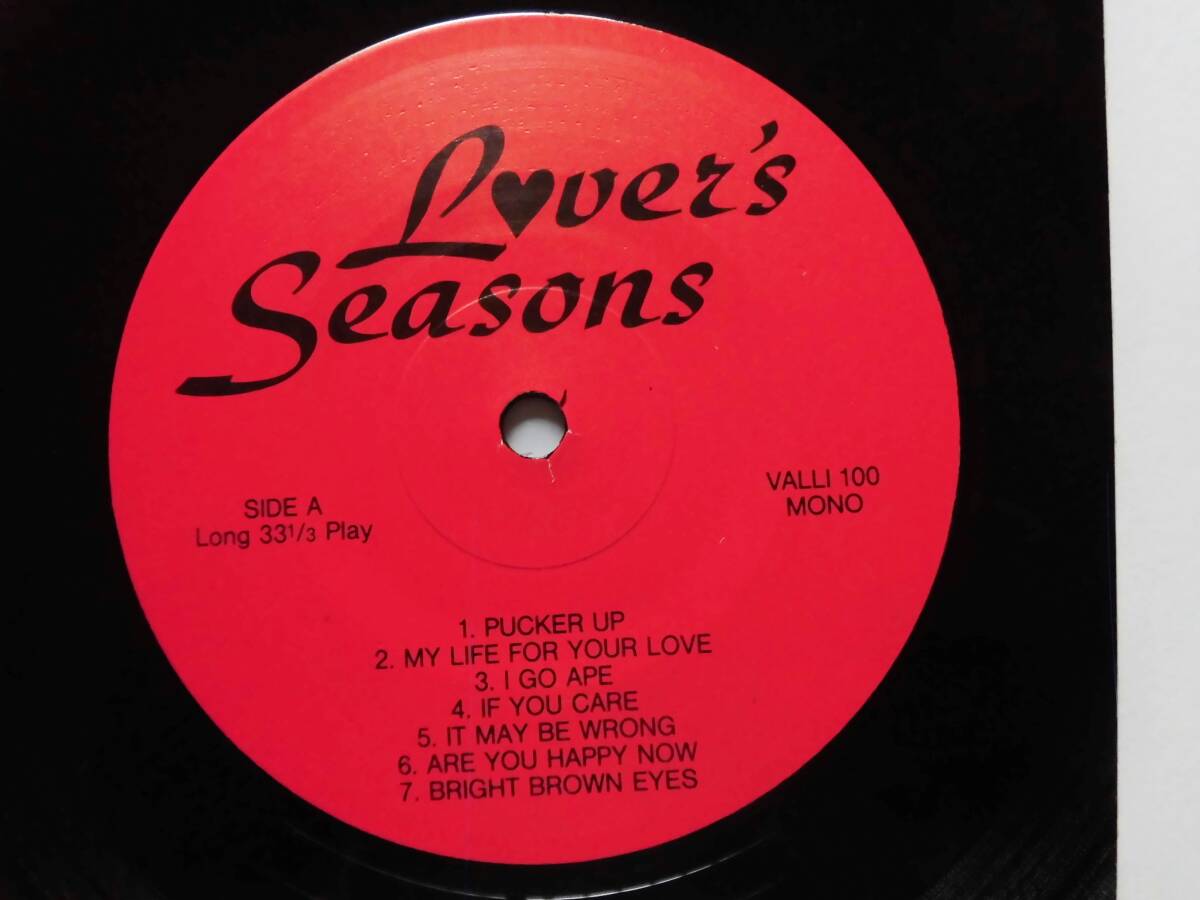 Lover's
Seasons
SIDE A
Long 33 1/3 Play
VALLI 100
MONO
1. PUCKER UP
2. MY LIFE FOR YOUR LOVE
3. I GO APE
4. IF YOU CARE
5. IT MAY BE WRONG
6. ARE YOU HAPPY NOW
7. BRIGHT BROWN EYES